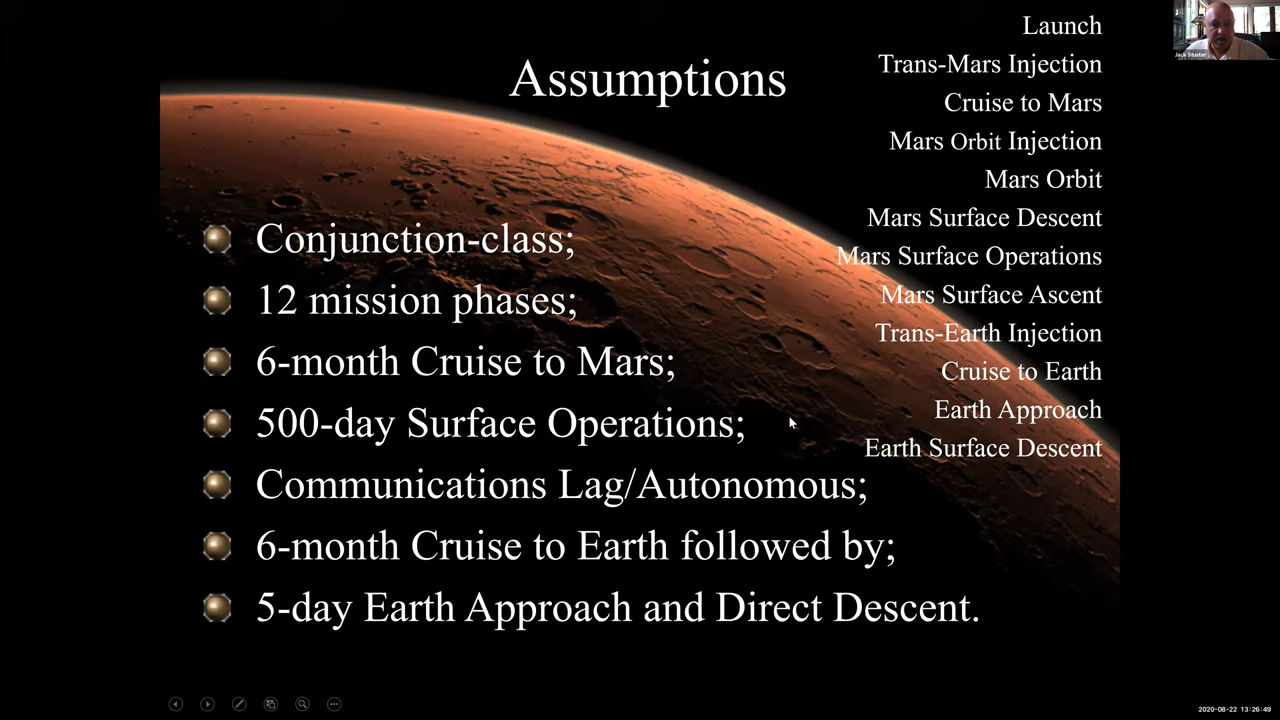 Assumptions
Conjunction-class;
12 mission phases;
6-month Cruise to Mars;
500-day Surface Operations;
Communications Lag/Autonomous;
6-month Cruise to Earth followed by;
5-day Earth Approach and Direct Descent.
Launch
Trans-Mars Injection
Cruise to Mars
Mars Orbit Injection
Mars Orbit
Mars Surface Descent
Mars Surface Operations
Mars Surface Ascent
Trans-Earth Injection
Cruise to Earth
Earth Approach
Earth Surface Descent
Jack Stuster
2020-08-22 13:26:49